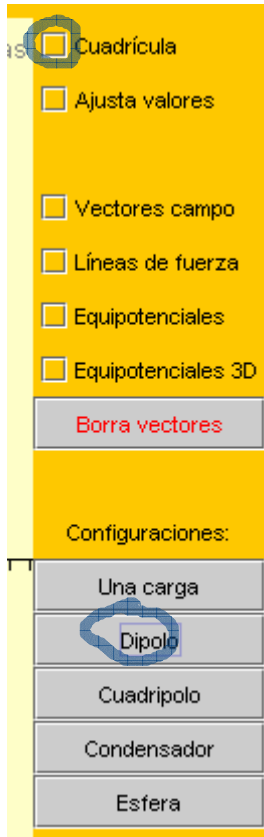 as
Cuadrícula
Ajusta valores
Vectores campo
Líneas de fuerza
Equipotenciales
Equipotenciales 3D
Borra vectores
Configuraciones:
Una carga
Dipolo
Cuadripolo
Condensador
Esfera